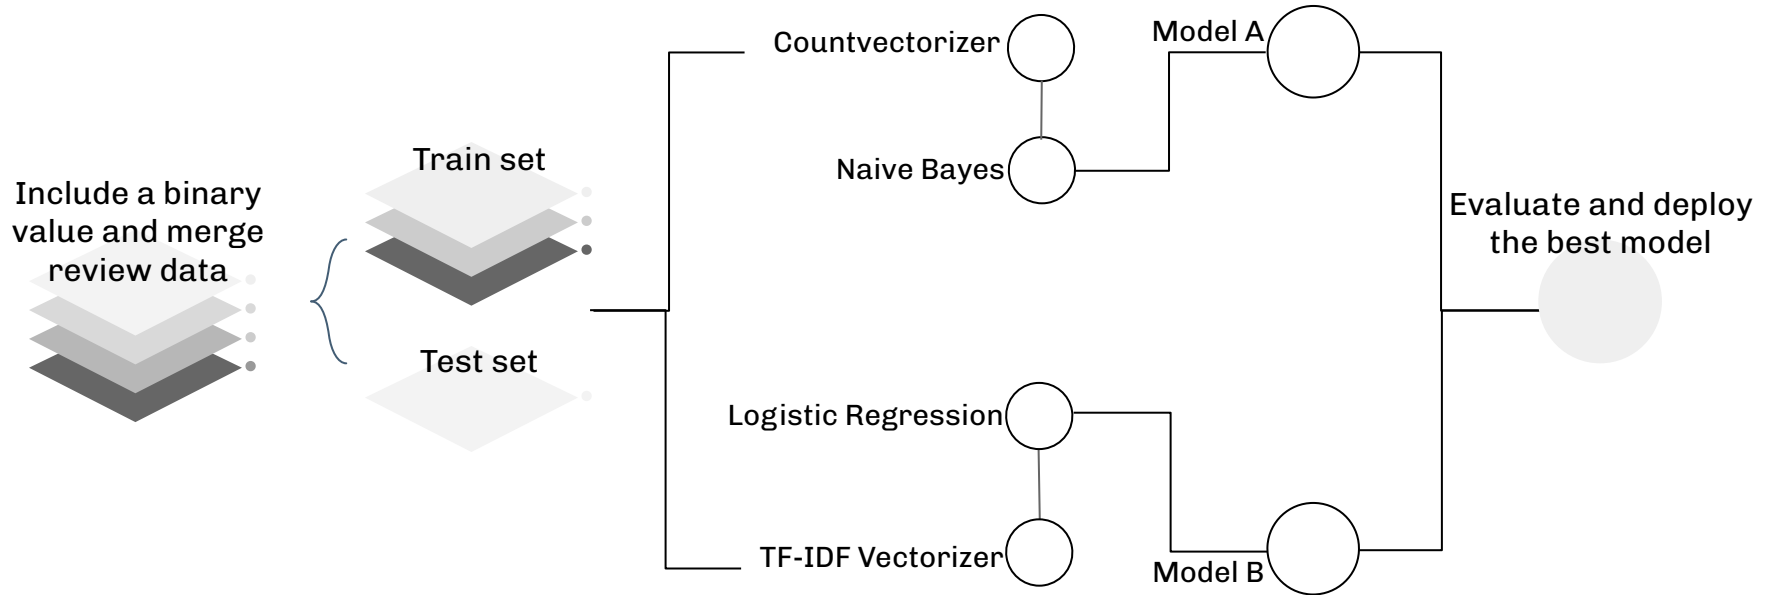 Include a binary
value and merge
review data
Train set
Test set
Countvectorizer
Naive Bayes
Logistic Regression
TF-IDF Vectorizer
Model A
Model B
Evaluate and deploy
the best model